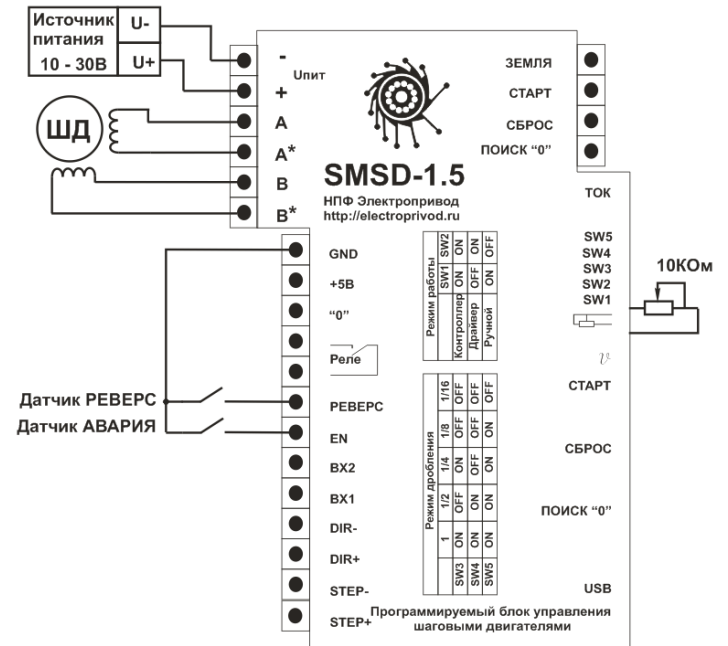 Источник питания
10 - 30В
U-
U+
-
+
Uпит
ШД
A
A*
B
B*
SMSD-1.5
НПФ Электропривод
http://electroprivod.ru
ЗЕМЛЯ
СТАРТ
СБРОС
ПОИСК “0”
ТОК
SW5
SW4
SW3
SW2
SW1
10КОм
𝑣
СТАРТ
СБРОС
ПОИСК “0”
USB
GND
+5В
“0”
Реле
РЕВЕРС
EN
BX2
BX1
DIR-
DIR+
STEP-
STEP+
Датчик РЕВЕРС
Датчик АВАРИЯ
Режим работы SW1 SW2
Контроллер ON ON
Драйвер OFF ON
Ручной ON OFF
Режим дробления 1 1/2 1/4 1/8 1/16
SW3 ON OFF ON OFF OFF
SW4 ON ON OFF OFF OFF
SW5 ON ON ON ON OFF
Программируемый блок управления
шаговыми двигателями